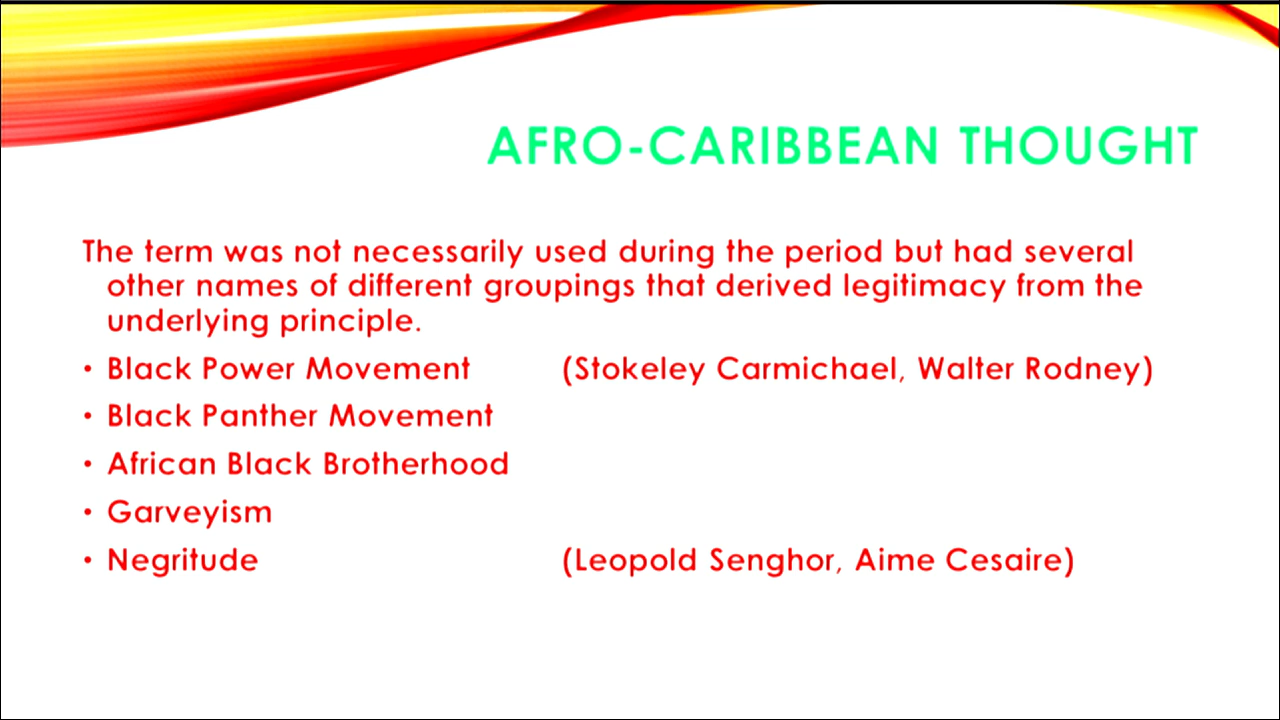 AFRO-CARIBBEAN THOUGHT
The term was not necessarily used during the period but had several
other names of different groupings that derived legitimacy from the
underlying principle.
• Black Power Movement (Stokeley Carmichael, Walter Rodney)
• Black Panther Movement
• African Black Brotherhood
• Garveyism
• Negritude (Leopold Senghor, Aime Cesaire)